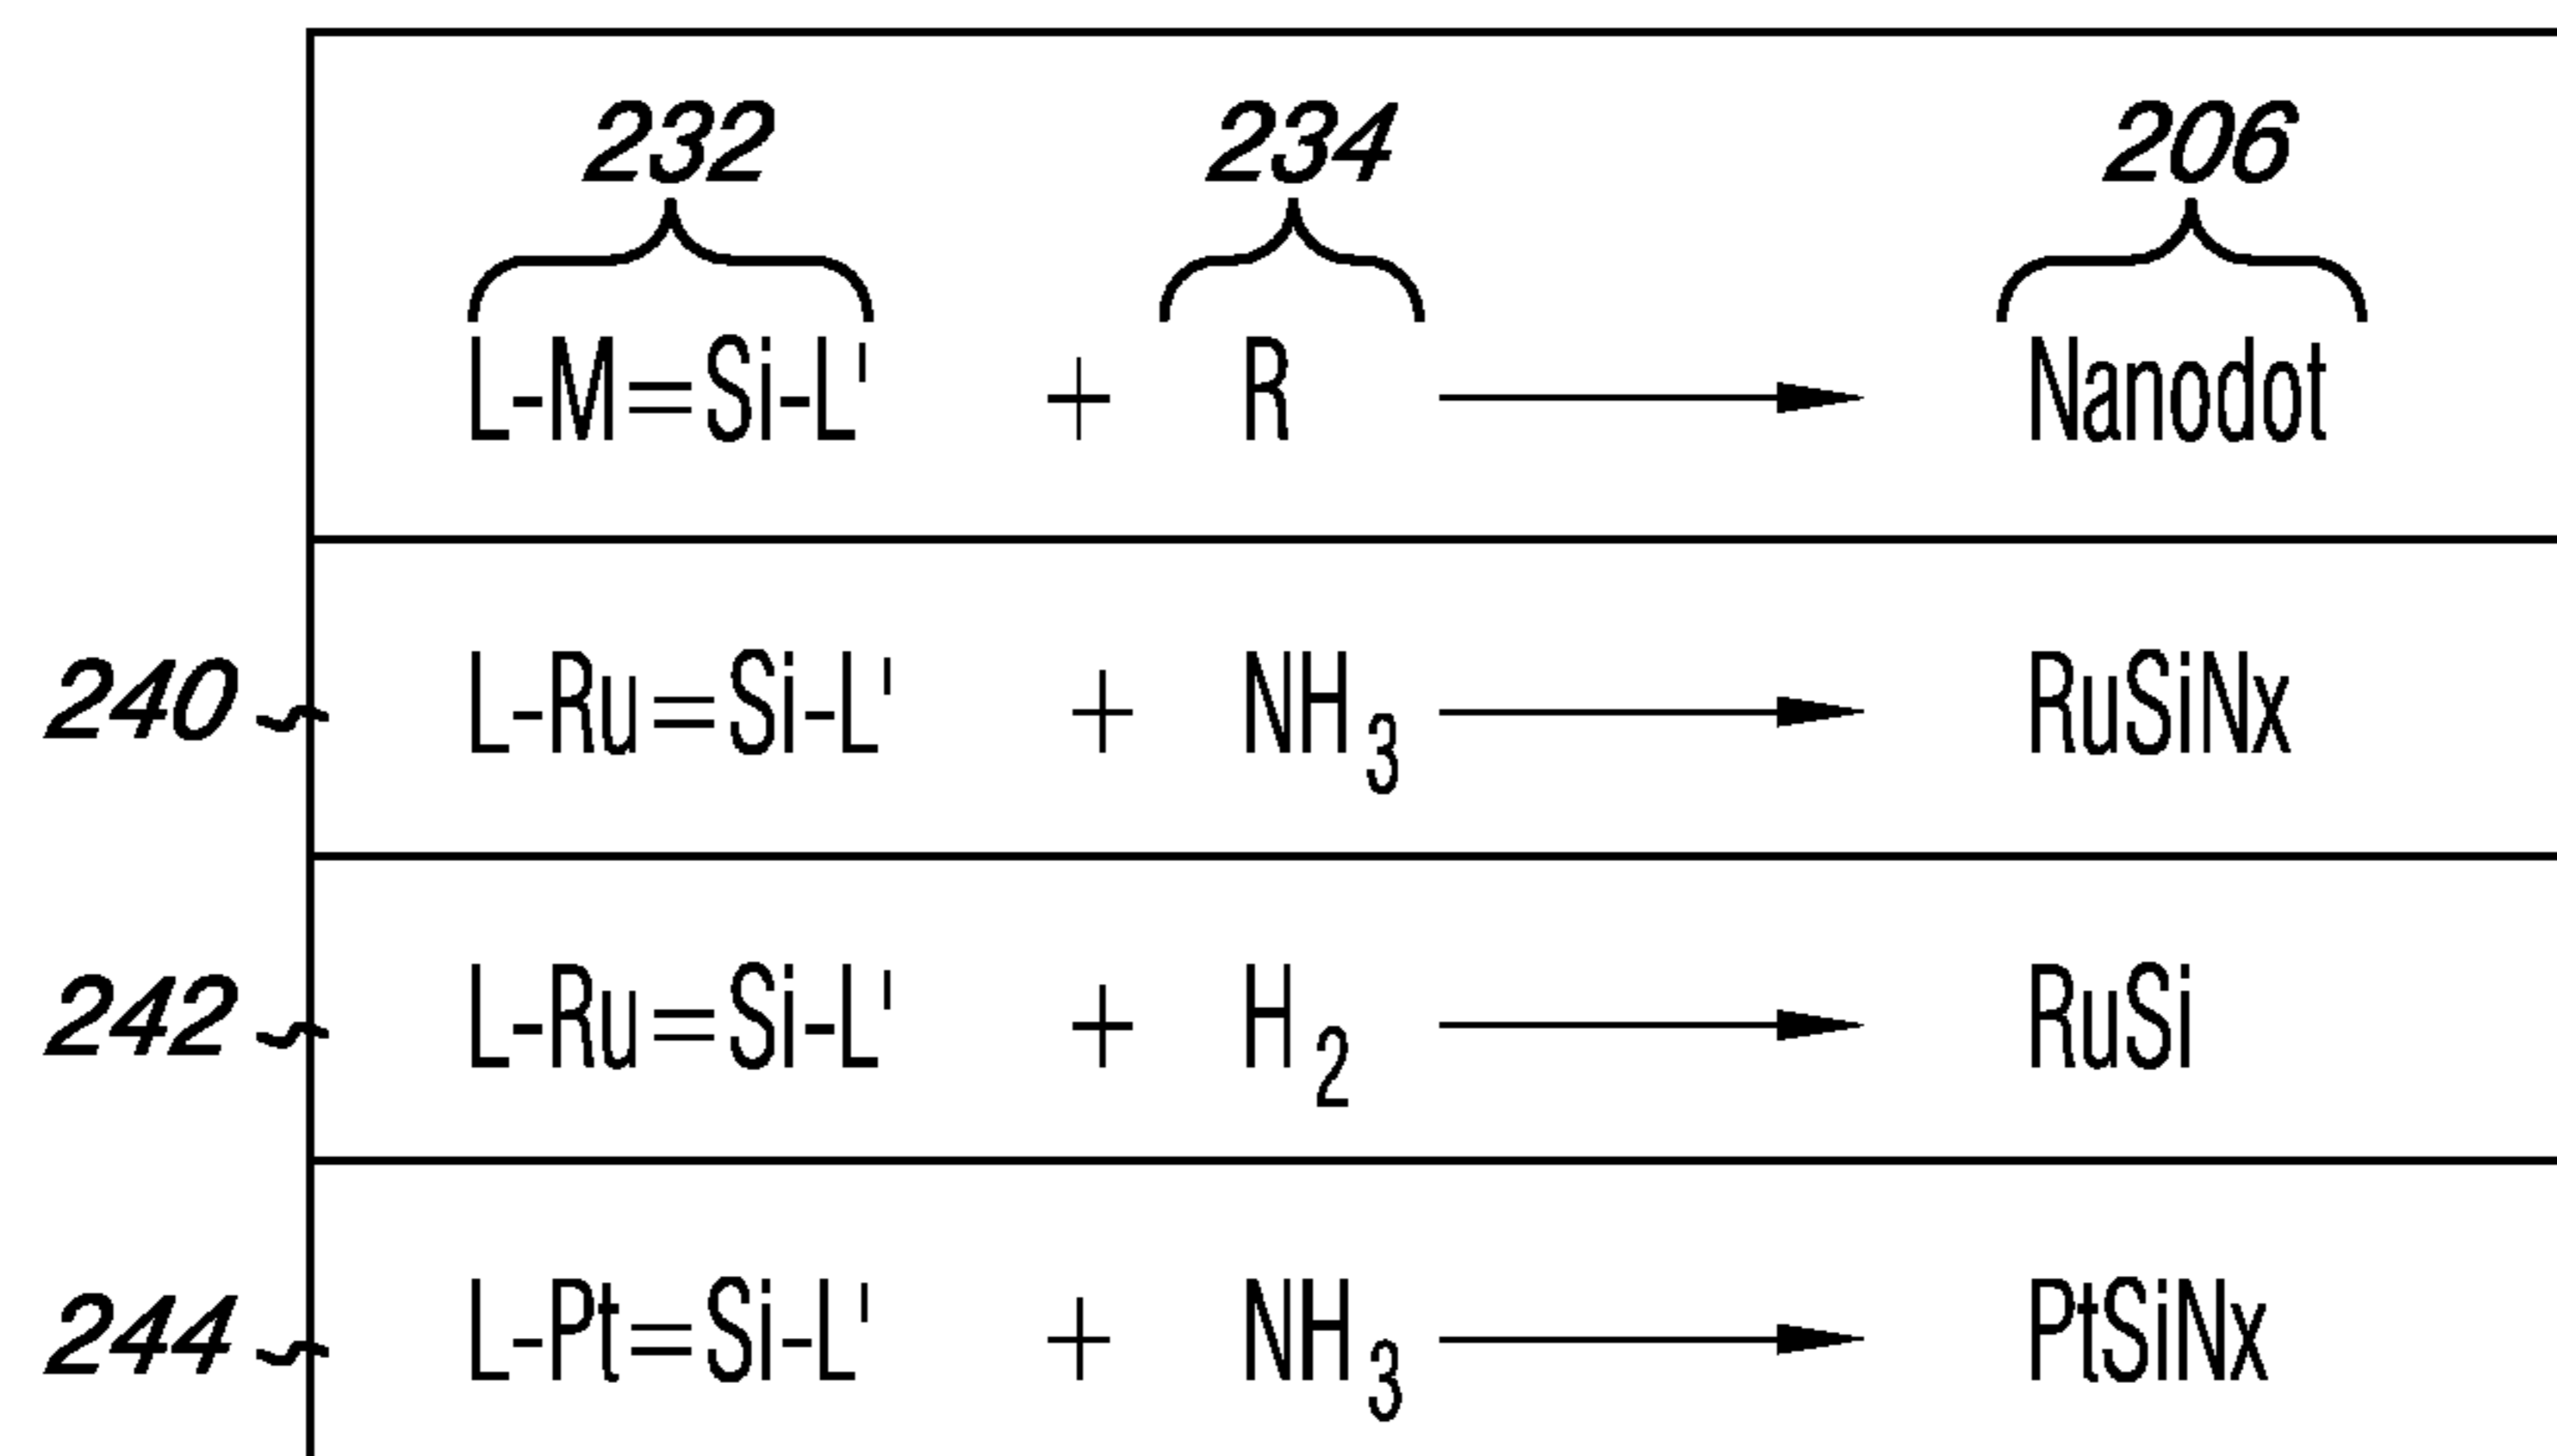 232 234 206
L-M=Si-L' + R Nanodot
240 L-Ru=Si-L' + NH3 RuSiNx
242 L-Ru=Si-L' + H2 RuSi
244 L-Pt=Si-L' + NH3 PtSiNx